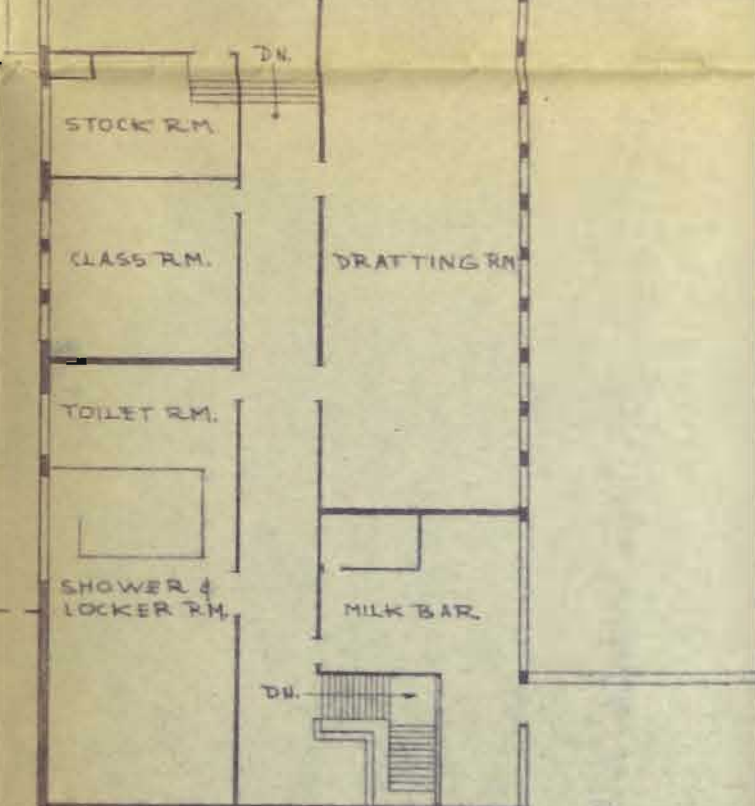 DN.
STOCK RM.
CLASS RM.
DRAFTING RM
TOILET RM.
SHOWER &
LOCKER RM.
MILK BAR
DN.